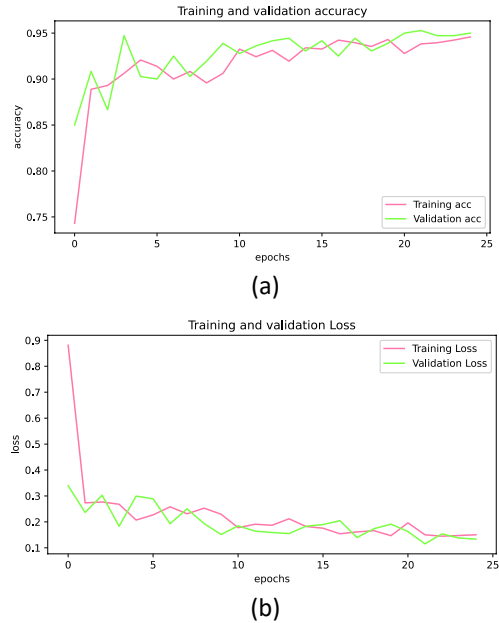 Training and validation accuracy
0.95
0.90
0.85
0.80
0.75
accuracy
Training acc
Validation acc
0 5 10 15 20 25
epochs
(a)
Training and validation Loss
0.9
0.8
0.7
0.6
0.5
0.4
0.3
0.2
0.1
loss
Training Loss
Validation Loss
0 5 10 15 20 25
epochs
(b)